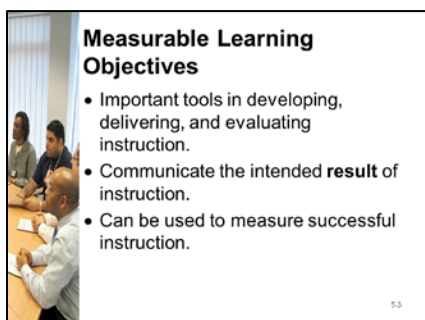 Measurable Learning
Objectives
• Important tools in developing,
delivering, and evaluating
instruction.
• Communicate the intended result of
instruction.
• Can be used to measure successful
instruction.
5-3